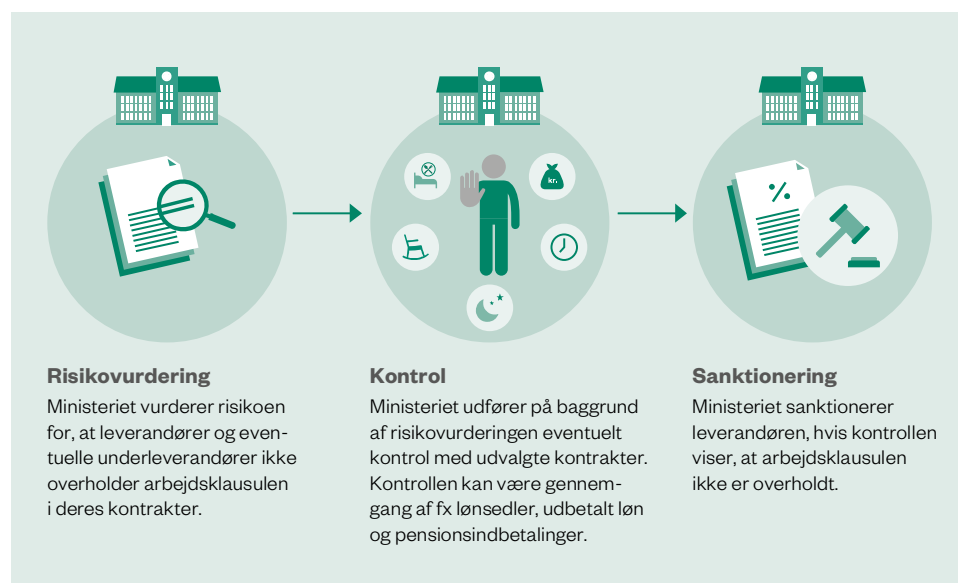 kr.
Risikovurdering
Ministeriet vurderer risikoen
for, at leverandører og even-
tuelle underleverandører ikke
overholder arbejdsklausulen
i deres kontrakter.
Kontrol
Ministeriet udfører på baggrund
af risikovurderingen eventuelt
kontrol med udvalgte kontrakter.
Kontrollen kan være gennem-
gang af fx lønsedler, udbetalt løn
og pensionsindbetalinger.
Sanktionering
Ministeriet sanktionerer
leverandøren, hvis kontrollen
viser, at arbejdsklausulen
ikke er overholdt.